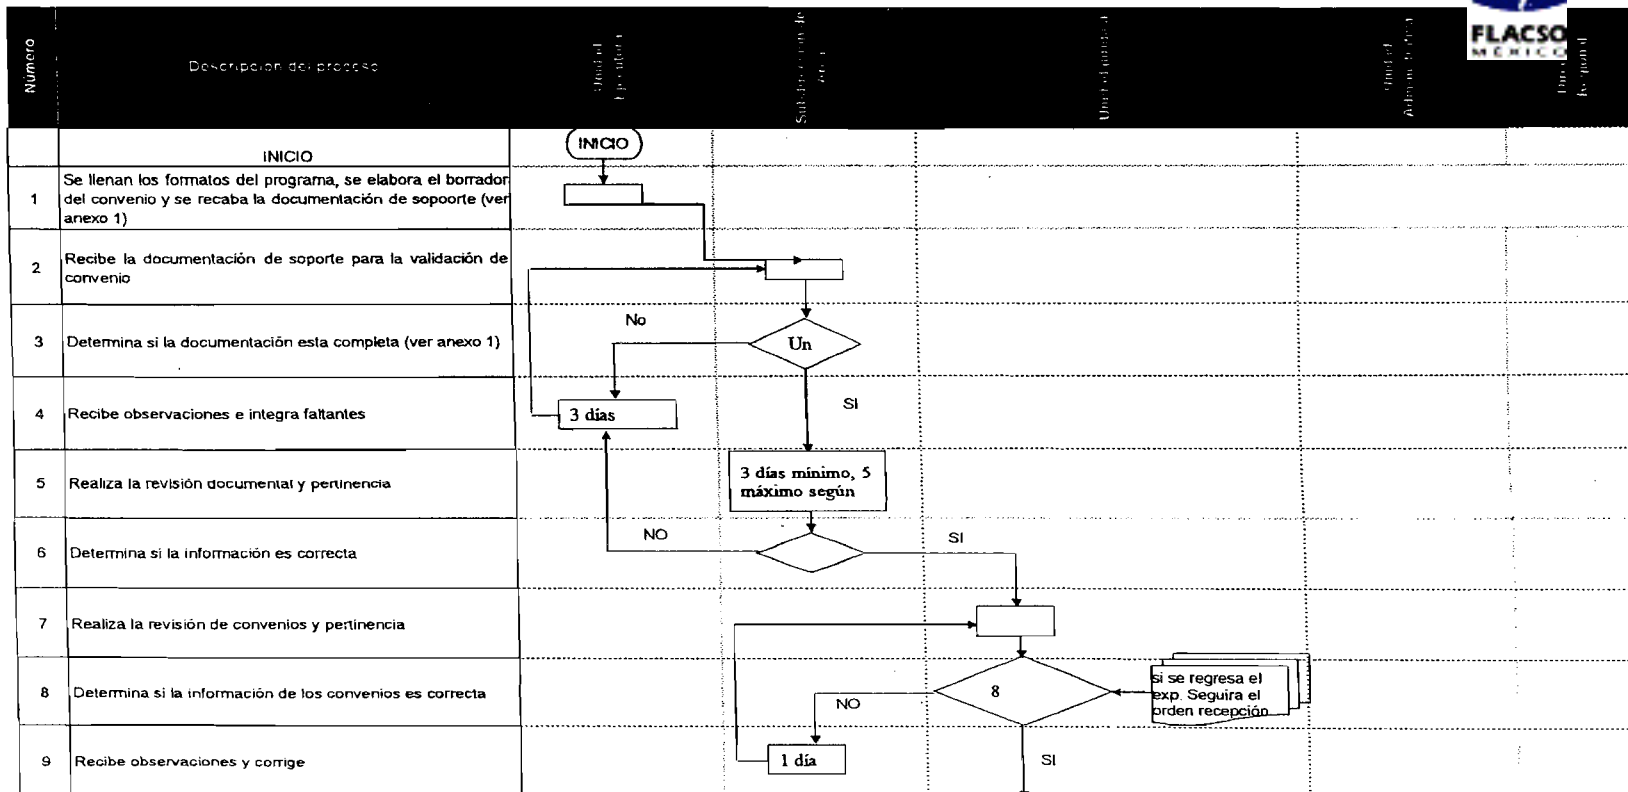 FLACSO
MÉXICO
Número
Descripción del proceso
Unidad
INICIO
INICIO
1
Se llenan los formatos del programa, se elabora el borrador
del convenio y se recaba la documentación de sopoorte (ver
anexo 1)
2
Recibe la documentación de soporte para la validación de
convenio
3
Determina si la documentación esta completa (ver anexo 1)
No
Un
4
Recibe observaciones e integra faltantes
3 días
SI
5
Realiza la revisión documental y pertinencia
3 días mínimo, 5
máximo según
6
Determina si la información es correcta
NO
SI
7
Realiza la revisión de convenios y pertinencia
8
Determina si la información de los convenios es correcta
NO
8
si se regresa el
exp. Seguira el
orden recepción
9
Recibe observaciones y corrige
1 día
SI